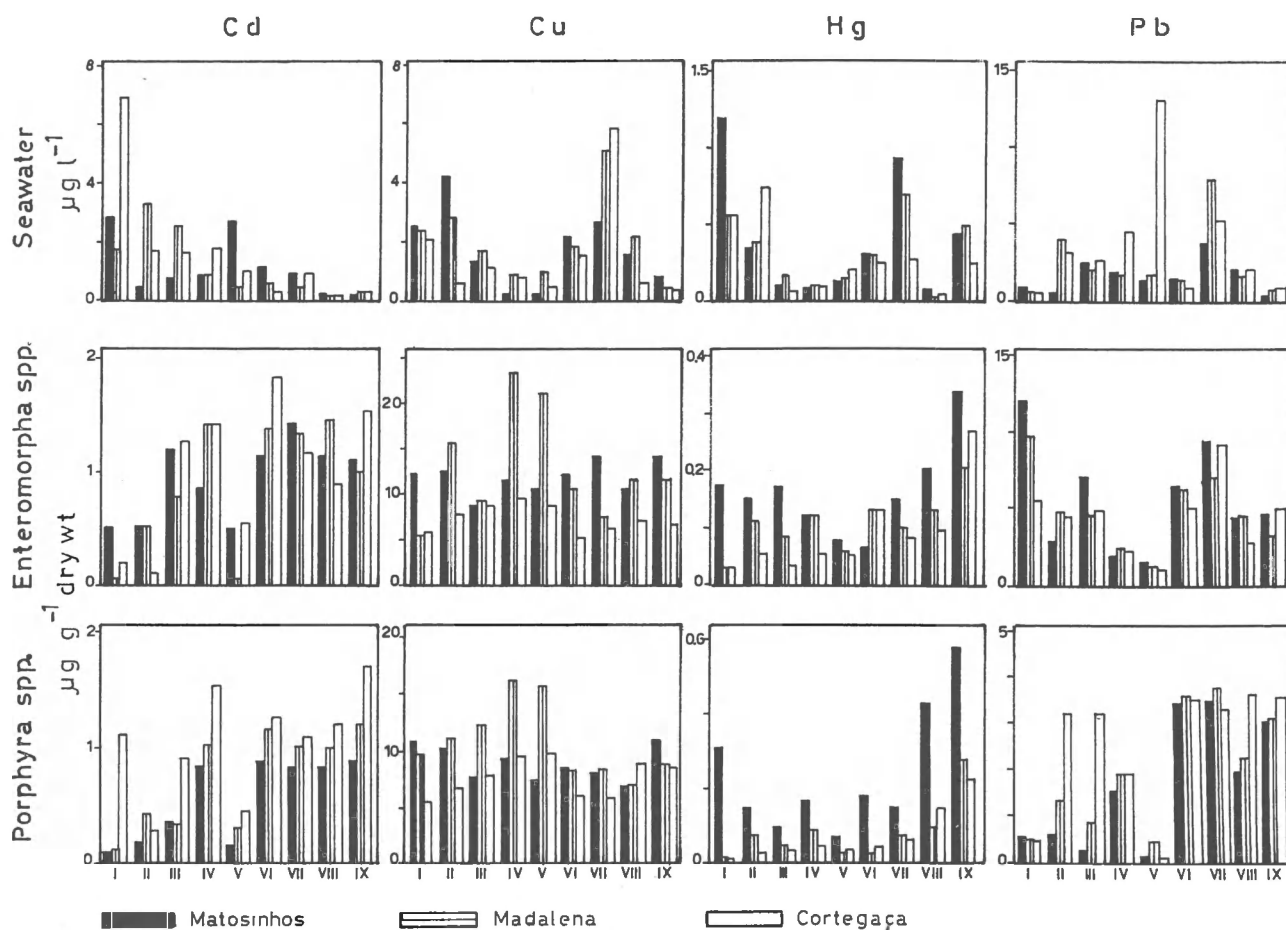 Cd Cu Hg Pb
Seawater
µg l⁻¹
8 4 0
8 4 0
1.5 0
15 0
Enteromorpha spp.
dry wt
2 1 0
20 10 0
0,4 0,2 0
15 0
Porphyra spp.
µg g⁻¹
2 1 0
20 10 0
0.6 0
5 0
I II III IV V VI VII VIII IX
I II III IV V VI VII VIII IX
I II III IV V VI VII VIII IX
I II III IV V VI VII VIII IX
Matosinhos Madalena Cortegaça